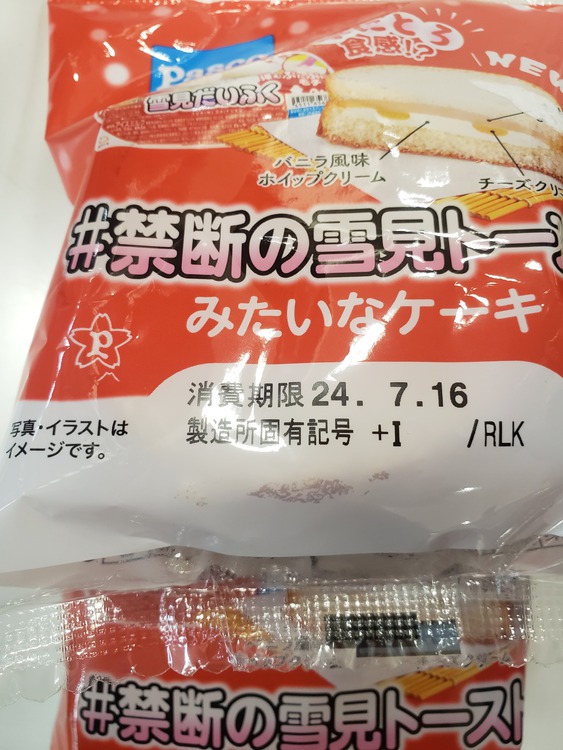 とろ
食感!?
NEW
Pasco
雪見だいふく
バニラ風味
ホイップクリーム
チーズクリ
#禁断の雪見トー
みたいなケーキ
P
消費期限 24. 7.16
製造所固有記号 +I /RLK
写真・イラストは
イメージです。
#禁断の雪見トースト